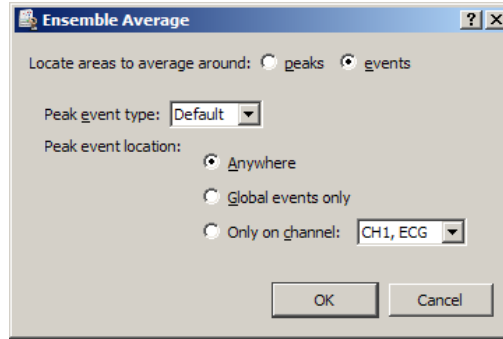 Ensemble Average
Locate areas to average around: peaks events
Peak event type: Default
Peak event location:
Anywhere
Global events only
Only on channel: CH1, ECG
OK Cancel